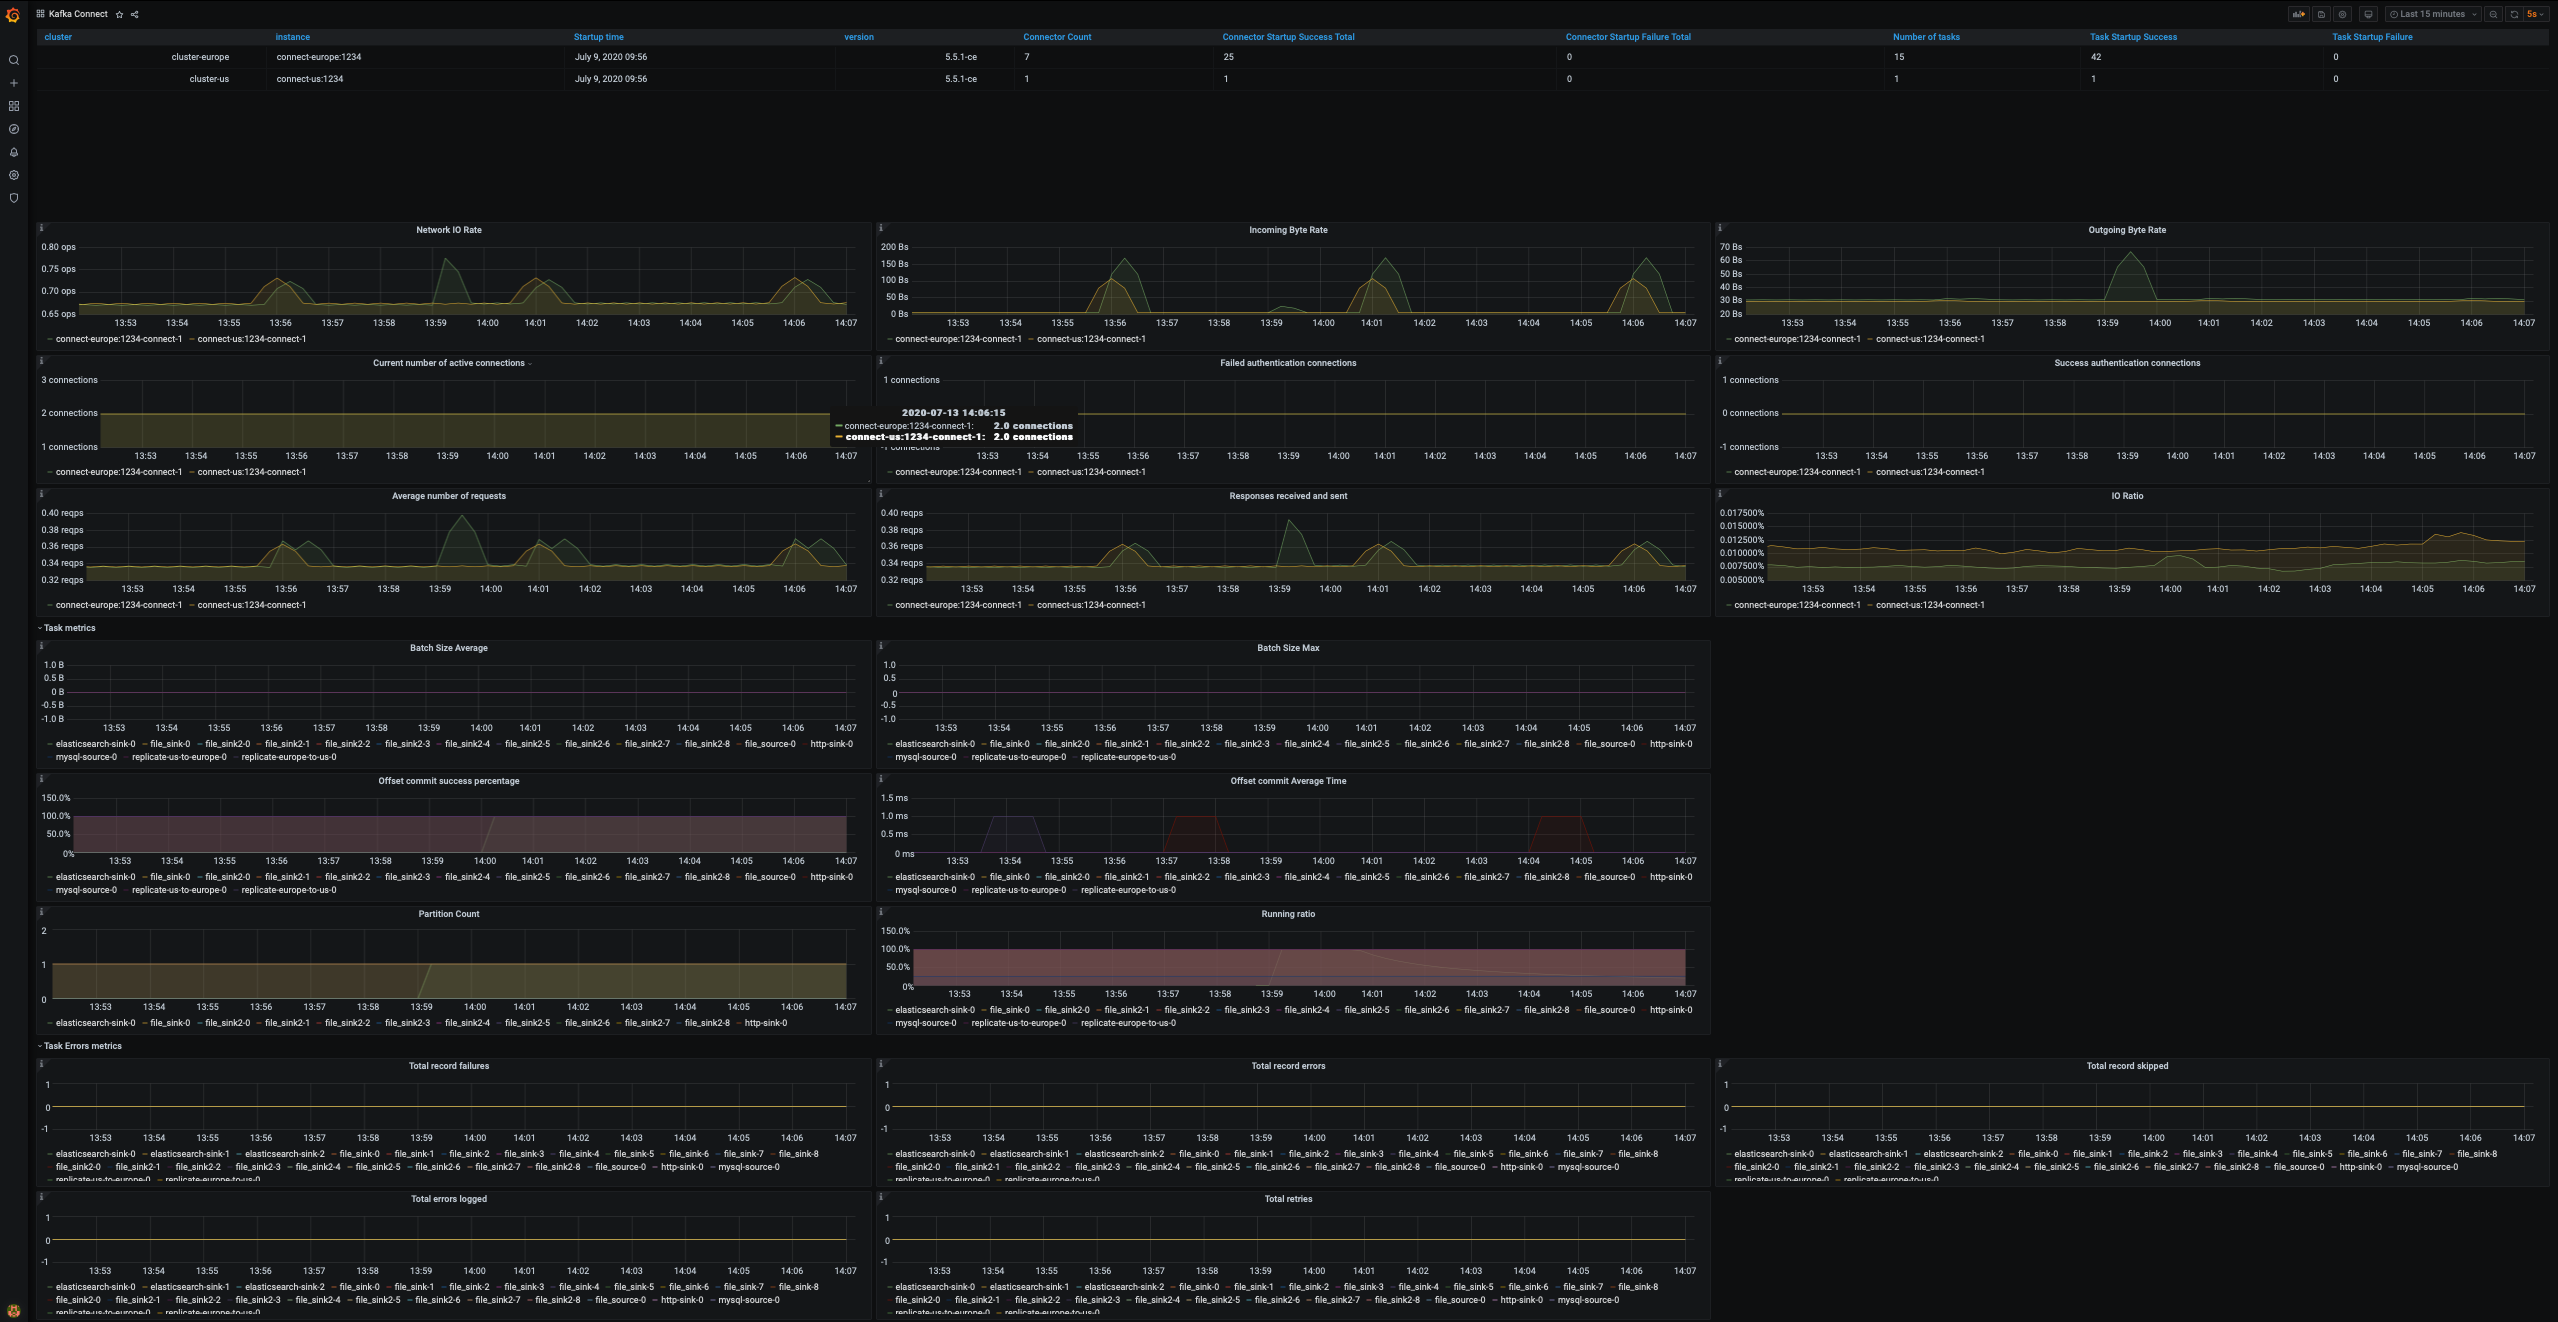 Kafka Connect
Last 15 minutes 5s
cluster instance Startup time version Connector Count Connector Startup Success Total Connector Startup Failure Total Number of tasks Task Startup Success Task Startup Failure
cluster-europe connect-europe:1234 July 9, 2020 09:56 5.5.1-ce 7 25 0 15 42 0
cluster-us connect-us:1234 July 9, 2020 09:56 5.5.1-ce 1 1 0 1 1 0
Network IO Rate
0.80 ops
0.75 ops
0.70 ops
0.65 ops
13:53 13:54 13:55 13:56 13:57 13:58 13:59 14:00 14:01 14:02 14:03 14:04 14:05 14:06 14:07
connect-europe:1234-connect-1 connect-us:1234-connect-1
Incoming Byte Rate
200 Bs
150 Bs
100 Bs
50 Bs
0 Bs
13:53 13:54 13:55 13:56 13:57 13:58 13:59 14:00 14:01 14:02 14:03 14:04 14:05 14:06 14:07
connect-europe:1234-connect-1 connect-us:1234-connect-1
Outgoing Byte Rate
70 Bs
60 Bs
50 Bs
40 Bs
30 Bs
20 Bs
13:53 13:54 13:55 13:56 13:57 13:58 13:59 14:00 14:01 14:02 14:03 14:04 14:05 14:06 14:07
connect-europe:1234-connect-1 connect-us:1234-connect-1
Current number of active connections
3 connections
2 connections
1 connections
13:53 13:54 13:55 13:56 13:57 13:58 13:59 14:00 14:01 14:02 14:03 14:04 14:05 14:06 14:07
connect-europe:1234-connect-1 connect-us:1234-connect-1
2020-07-13 14:06:15
connect-europe:1234-connect-1: 2.0 connections
connect-us:1234-connect-1: 2.0 connections
Failed authentication connections
1 connections
-1 connections
13:53 13:54 13:55 13:56 13:57 13:58 13:59 14:00 14:01 14:02 14:03 14:04 14:05 14:06 14:07
connect-europe:1234-connect-1 connect-us:1234-connect-1
Success authentication connections
1 connections
0 connections
-1 connections
13:53 13:54 13:55 13:56 13:57 13:58 13:59 14:00 14:01 14:02 14:03 14:04 14:05 14:06 14:07
connect-europe:1234-connect-1 connect-us:1234-connect-1
Average number of requests
0.40 reqps
0.38 reqps
0.36 reqps
0.34 reqps
0.32 reqps
13:53 13:54 13:55 13:56 13:57 13:58 13:59 14:00 14:01 14:02 14:03 14:04 14:05 14:06 14:07
connect-europe:1234-connect-1 connect-us:1234-connect-1
Responses received and sent
0.40 reqps
0.38 reqps
0.36 reqps
0.34 reqps
0.32 reqps
13:53 13:54 13:55 13:56 13:57 13:58 13:59 14:00 14:01 14:02 14:03 14:04 14:05 14:06 14:07
connect-europe:1234-connect-1 connect-us:1234-connect-1
IO Ratio
0.017500%
0.015000%
0.012500%
0.010000%
0.007500%
0.005000%
13:53 13:54 13:55 13:56 13:57 13:58 13:59 14:00 14:01 14:02 14:03 14:04 14:05 14:06 14:07
connect-europe:1234-connect-1 connect-us:1234-connect-1
Task metrics
Batch Size Average
1.0 B
0.5 B
0 B
-0.5 B
-1.0 B
13:53 13:54 13:55 13:56 13:57 13:58 13:59 14:00 14:01 14:02 14:03 14:04 14:05 14:06 14:07
elasticsearch-sink-0 file_sink-0 file_sink2-0 file_sink2-1 file_sink2-2 file_sink2-3 file_sink2-4 file_sink2-5 file_sink2-6 file_sink2-7 file_sink2-8 file_source-0 http-sink-0
mysql-source-0 replicate-us-to-europe-0 replicate-europe-to-us-0
Batch Size Max
1.0
0.5
0
-0.5
-1.0
13:53 13:54 13:55 13:56 13:57 13:58 13:59 14:00 14:01 14:02 14:03 14:04 14:05 14:06 14:07
elasticsearch-sink-0 file_sink-0 file_sink2-0 file_sink2-1 file_sink2-2 file_sink2-3 file_sink2-4 file_sink2-5 file_sink2-6 file_sink2-7 file_sink2-8 file_source-0 http-sink-0
mysql-source-0 replicate-us-to-europe-0 replicate-europe-to-us-0
Offset commit success percentage
150.0%
100.0%
50.0%
0%
13:53 13:54 13:55 13:56 13:57 13:58 13:59 14:00 14:01 14:02 14:03 14:04 14:05 14:06 14:07
elasticsearch-sink-0 file_sink-0 file_sink2-0 file_sink2-1 file_sink2-2 file_sink2-3 file_sink2-4 file_sink2-5 file_sink2-6 file_sink2-7 file_sink2-8 file_source-0 http-sink-0
mysql-source-0 replicate-us-to-europe-0 replicate-europe-to-us-0
Offset commit Average Time
1.5 ms
1.0 ms
0.5 ms
0 ms
13:53 13:54 13:55 13:56 13:57 13:58 13:59 14:00 14:01 14:02 14:03 14:04 14:05 14:06 14:07
elasticsearch-sink-0 file_sink-0 file_sink2-0 file_sink2-1 file_sink2-2 file_sink2-3 file_sink2-4 file_sink2-5 file_sink2-6 file_sink2-7 file_sink2-8 file_source-0 http-sink-0
mysql-source-0 replicate-us-to-europe-0 replicate-europe-to-us-0
Partition Count
2
1
0
13:53 13:54 13:55 13:56 13:57 13:58 13:59 14:00 14:01 14:02 14:03 14:04 14:05 14:06 14:07
elasticsearch-sink-0 file_sink-0 file_sink2-0 file_sink2-1 file_sink2-2 file_sink2-3 file_sink2-4 file_sink2-5 file_sink2-6 file_sink2-7 file_sink2-8 http-sink-0
Running ratio
150.0%
100.0%
50.0%
0%
13:53 13:54 13:55 13:56 13:57 13:58 13:59 14:00 14:01 14:02 14:03 14:04 14:05 14:06 14:07
elasticsearch-sink-0 file_sink-0 file_sink2-0 file_sink2-1 file_sink2-2 file_sink2-3 file_sink2-4 file_sink2-5 file_sink2-6 file_sink2-7 file_sink2-8 file_source-0 http-sink-0
mysql-source-0 replicate-us-to-europe-0 replicate-europe-to-us-0
Task Errors metrics
Total record failures
1
0
-1
13:53 13:54 13:55 13:56 13:57 13:58 13:59 14:00 14:01 14:02 14:03 14:04 14:05 14:06 14:07
elasticsearch-sink-0 elasticsearch-sink-1 elasticsearch-sink-2 file_sink-0 file_sink-1 file_sink-2 file_sink-3 file_sink-4 file_sink-5 file_sink-6 file_sink-7 file_sink-8
file_sink2-0 file_sink2-1 file_sink2-2 file_sink2-3 file_sink2-4 file_sink2-5 file_sink2-6 file_sink2-7 file_sink2-8 file_source-0 http-sink-0 mysql-source-0
replicate-us-to-europe-0 replicate-europe-to-us-0
Total record errors
1
0
-1
13:53 13:54 13:55 13:56 13:57 13:58 13:59 14:00 14:01 14:02 14:03 14:04 14:05 14:06 14:07
elasticsearch-sink-0 elasticsearch-sink-1 elasticsearch-sink-2 file_sink-0 file_sink-1 file_sink-2 file_sink-3 file_sink-4 file_sink-5 file_sink-6 file_sink-7 file_sink-8
file_sink2-0 file_sink2-1 file_sink2-2 file_sink2-3 file_sink2-4 file_sink2-5 file_sink2-6 file_sink2-7 file_sink2-8 file_source-0 http-sink-0 mysql-source-0
replicate-us-to-europe-0 replicate-europe-to-us-0
Total record skipped
1
0
-1
13:53 13:54 13:55 13:56 13:57 13:58 13:59 14:00 14:01 14:02 14:03 14:04 14:05 14:06 14:07
elasticsearch-sink-0 elasticsearch-sink-1 elasticsearch-sink-2 file_sink-0 file_sink-1 file_sink-2 file_sink-3 file_sink-4 file_sink-5 file_sink-6 file_sink-7 file_sink-8
file_sink2-0 file_sink2-1 file_sink2-2 file_sink2-3 file_sink2-4 file_sink2-5 file_sink2-6 file_sink2-7 file_sink2-8 file_source-0 http-sink-0 mysql-source-0
replicate-us-to-europe-0 replicate-europe-to-us-0
Total errors logged
1
0
-1
13:53 13:54 13:55 13:56 13:57 13:58 13:59 14:00 14:01 14:02 14:03 14:04 14:05 14:06 14:07
elasticsearch-sink-0 elasticsearch-sink-1 elasticsearch-sink-2 file_sink-0 file_sink-1 file_sink-2 file_sink-3 file_sink-4 file_sink-5 file_sink-6 file_sink-7 file_sink-8
file_sink2-0 file_sink2-1 file_sink2-2 file_sink2-3 file_sink2-4 file_sink2-5 file_sink2-6 file_sink2-7 file_sink2-8 file_source-0 http-sink-0 mysql-source-0
replicate-us-to-europe-0 replicate-europe-to-us-0
Total retries
1
0
-1
13:53 13:54 13:55 13:56 13:57 13:58 13:59 14:00 14:01 14:02 14:03 14:04 14:05 14:06 14:07
elasticsearch-sink-0 elasticsearch-sink-1 elasticsearch-sink-2 file_sink-0 file_sink-1 file_sink-2 file_sink-3 file_sink-4 file_sink-5 file_sink-6 file_sink-7 file_sink-8
file_sink2-0 file_sink2-1 file_sink2-2 file_sink2-3 file_sink2-4 file_sink2-5 file_sink2-6 file_sink2-7 file_sink2-8 file_source-0 http-sink-0 mysql-source-0
replicate-us-to-europe-0 replicate-europe-to-us-0